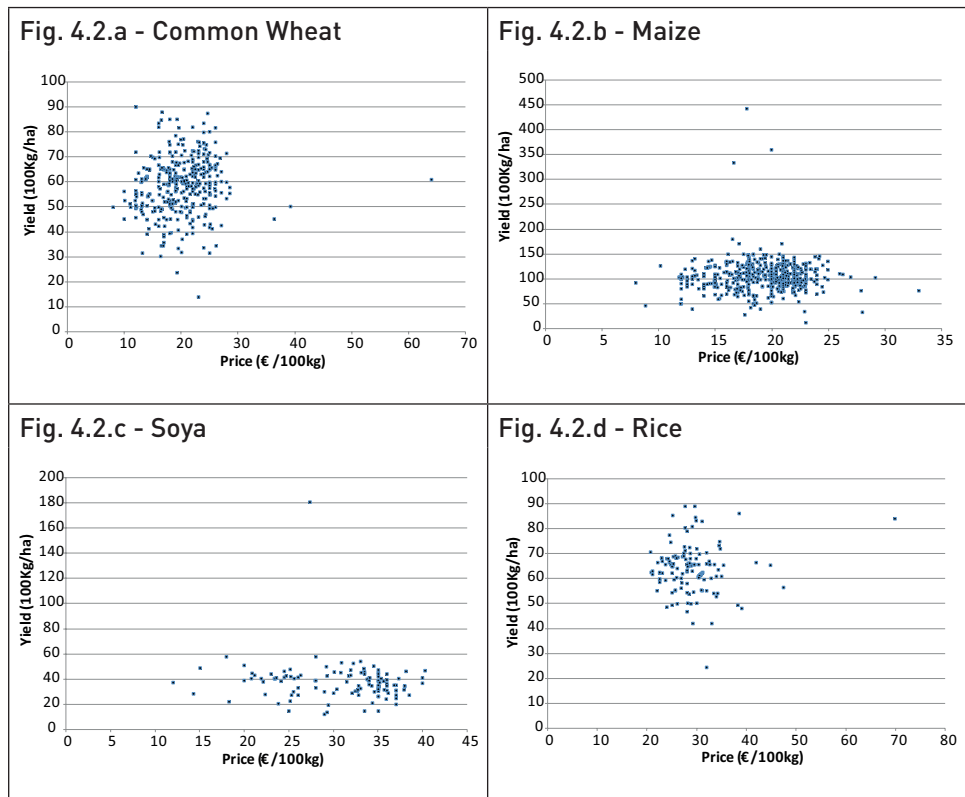 Fig. 4.2.a - Common Wheat
Yield (100Kg/ha)
100
90
80
70
60
50
40
30
20
10
0
0 10 20 30 40 50 60 70
Price (€ /100kg)
Fig. 4.2.b - Maize
Yield (100Kg/ha)
500
450
400
350
300
250
200
150
100
50
0
0 5 10 15 20 25 30 35
Price (€/100kg)
Fig. 4.2.c - Soya
Yield (100Kg/ha)
200
180
160
140
120
100
80
60
40
20
0
0 5 10 15 20 25 30 35 40 45
Price (€/100kg)
Fig. 4.2.d - Rice
Yield (100Kg/ha)
100
90
80
70
60
50
40
30
20
10
0
0 10 20 30 40 50 60 70 80
Price (€/100kg)